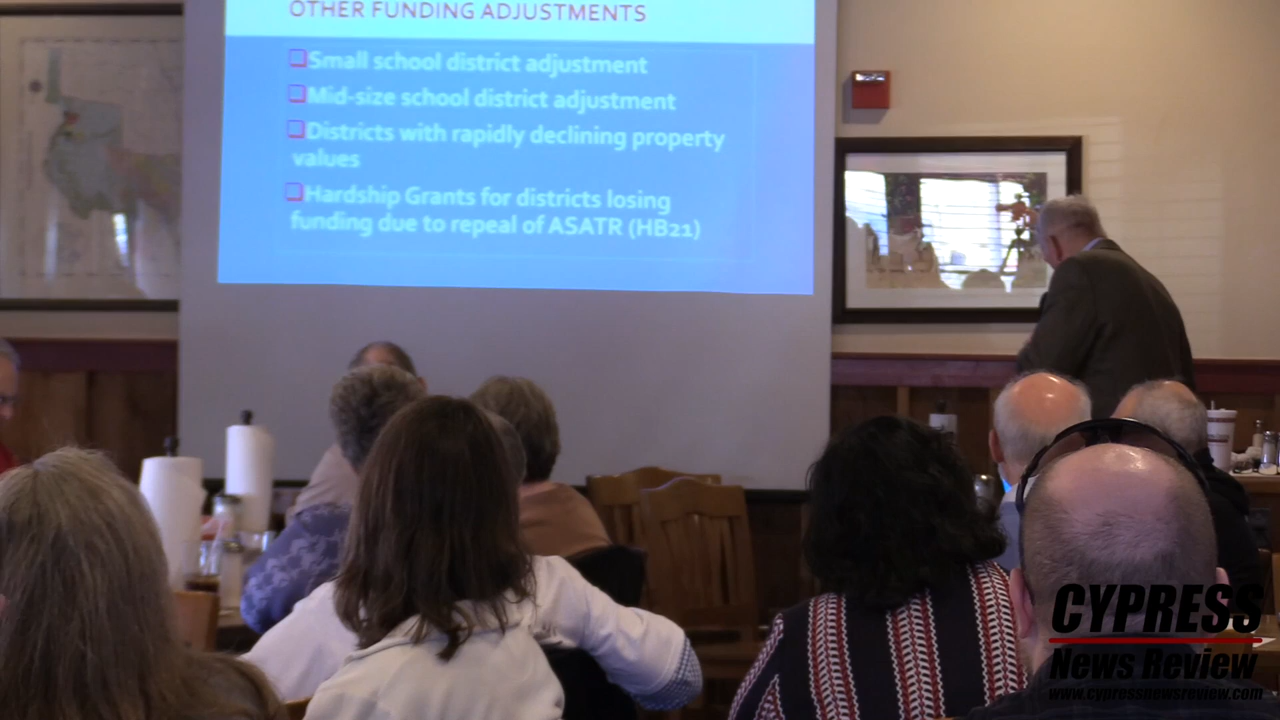 OTHER FUNDING ADJUSTMENTS
Small school district adjustment
Mid-size school district adjustment
Districts with rapidly declining property
values
Hardship Grants for districts losing
funding due to repeal of ASATR (HB21)
CYPRESS
News Review
www.cypressnewsreview.com